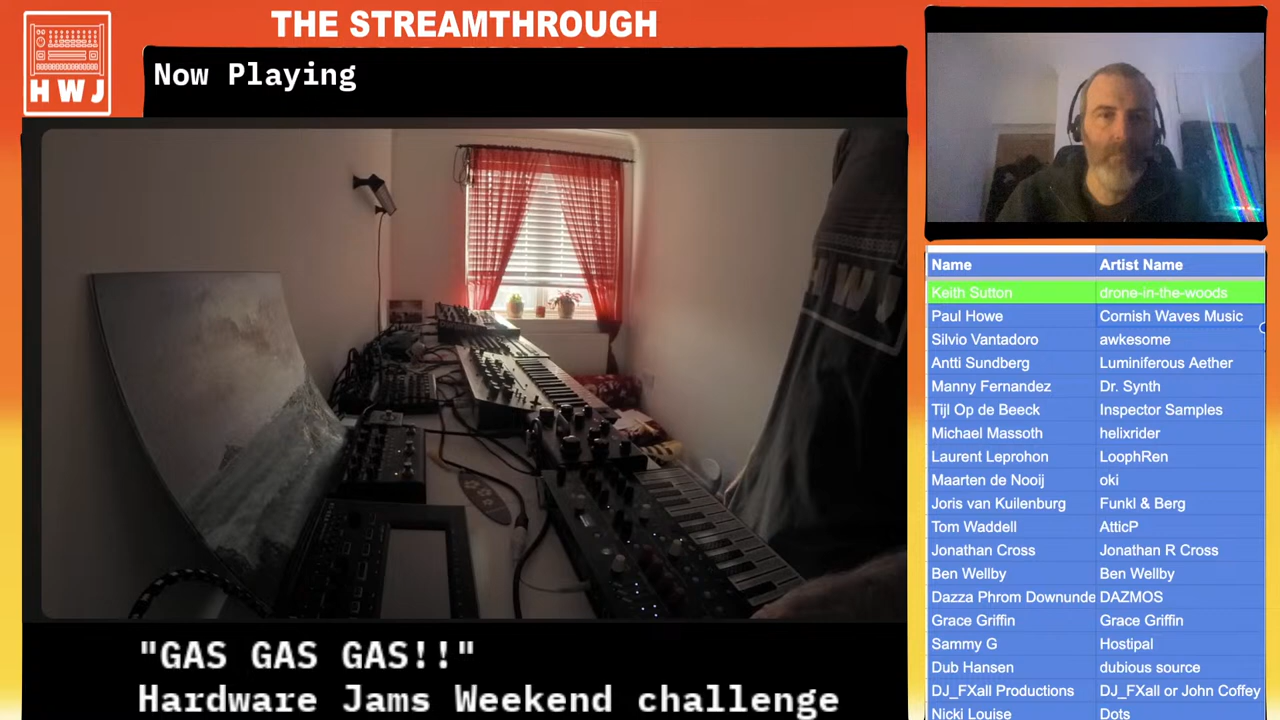 THE STREAMTHROUGH
HWJ
Now Playing
HWJ
"GAS GAS GAS!!"
Hardware Jams Weekend challenge
Name Artist Name
Keith Sutton drone-in-the-woods
Paul Howe Cornish Waves Music
Silvio Vantadoro awkesome
Antti Sundberg Luminiferous Aether
Manny Fernandez Dr. Synth
Tijl Op de Beeck Inspector Samples
Michael Massoth helixrider
Laurent Leprohon LoophRen
Maarten de Nooij oki
Joris van Kuilenburg Funkl & Berg
Tom Waddell AtticP
Jonathan Cross Jonathan R Cross
Ben Wellby Ben Wellby
Dazza Phrom Downunde DAZMOS
Grace Griffin Grace Griffin
Sammy G Hostipal
Dub Hansen dubious source
DJ_FXall Productions DJ_FXall or John Coffey
Nicki Louise Dots